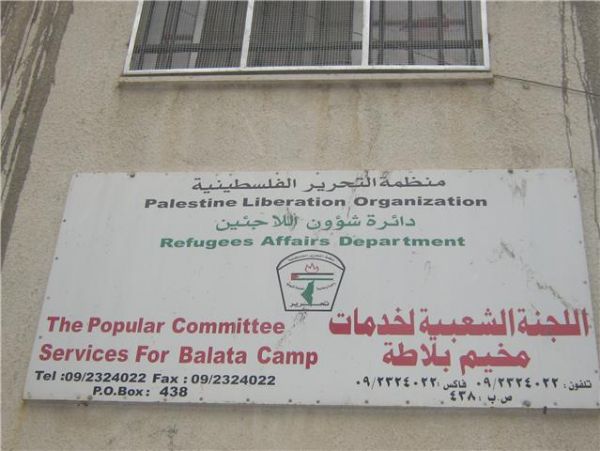 منظمة التحرير الفلسطينية
Palestine Liberation Organization
دائرة شؤون اللاجئين
Refugees Affairs Department
تحرير
The Popular Committee
Services For Balata Camp
Tel :09/2324022 Fax : 09/2324022
P.O.Box : 438
اللجنة الشعبية لخدمات
مخيم بلاطة
تلفون : ٠٩/٢٣٢٤٠٢٢ فاكس : ٠٩/٢٣٢٤٠٢٢
ص.ب : ٤٣٨